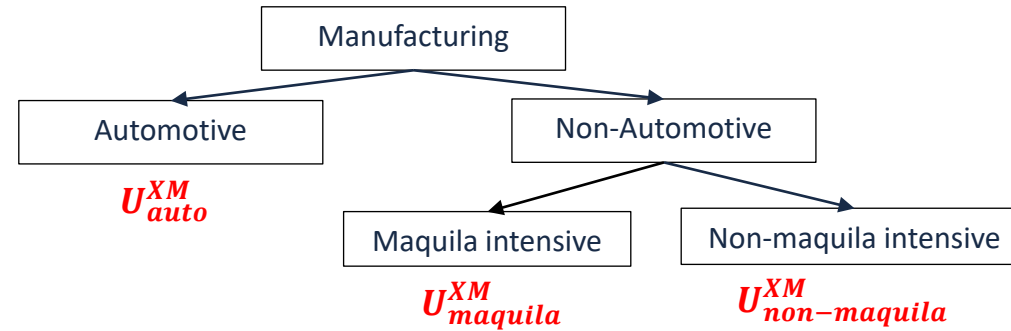 Manufacturing
Automotive
Non-Automotive
U^{XM}_{auto}
Maquila intensive
Non-maquila intensive
U^{XM}_{maquila}
U^{XM}_{non−maquila}